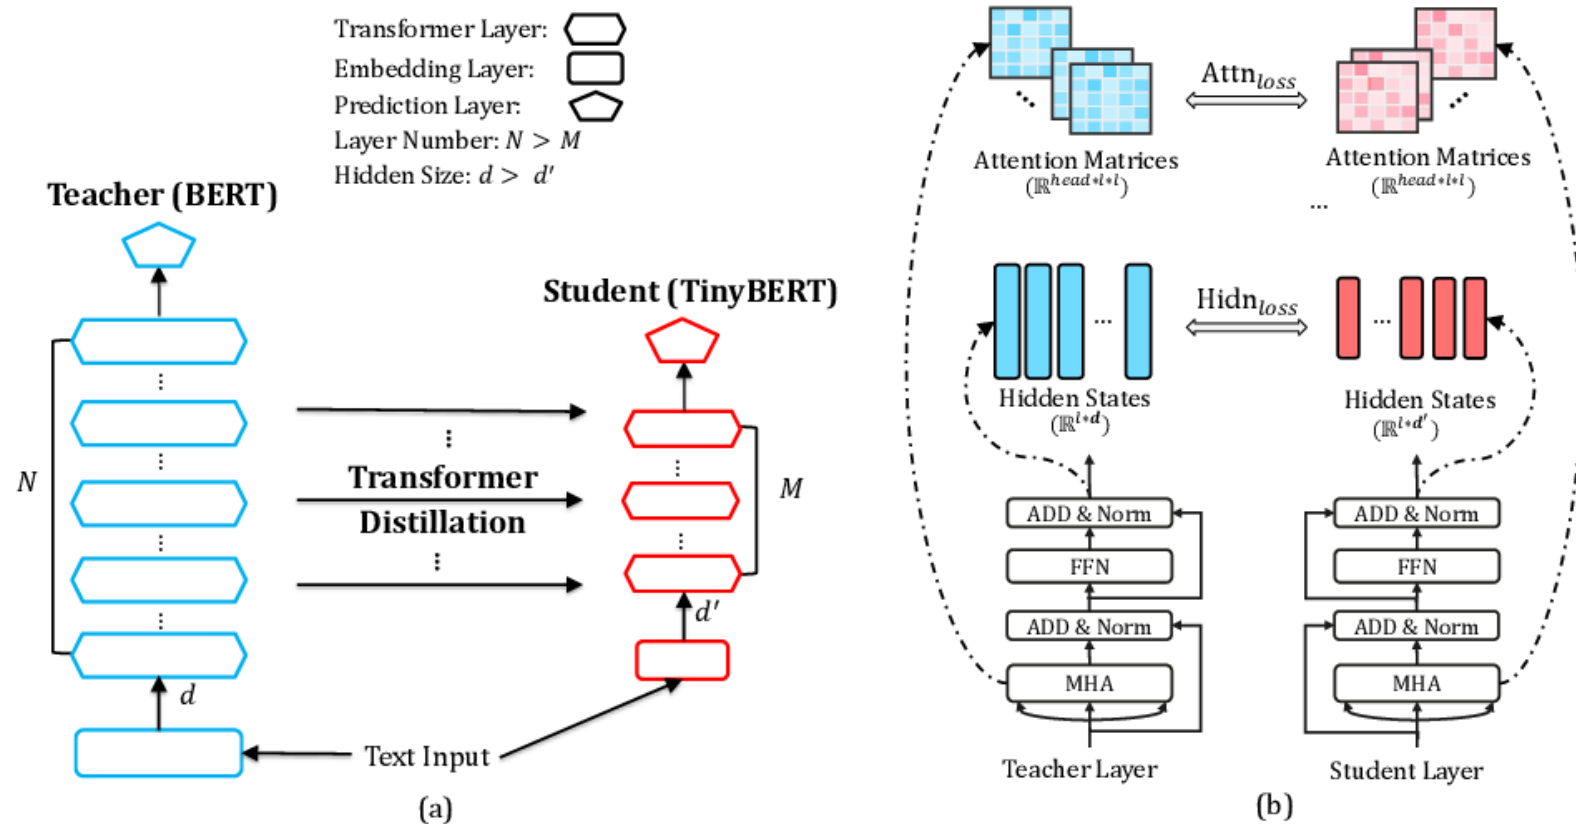 Transformer Layer:
Embedding Layer:
Prediction Layer:
Layer Number: N > M
Hidden Size: d > d′
Teacher (BERT)
Student (TinyBERT)
N
Transformer
Distillation
M
d′
d
Text Input
(a)
Attn_loss
Attention Matrices
(ℝ^{head∗l∗l})
Attention Matrices
(ℝ^{head∗l∗l})
...
Hidn_loss
...
...
Hidden States
(ℝ^{l∗d})
Hidden States
(ℝ^{l∗d′})
ADD & Norm
FFN
ADD & Norm
MHA
Teacher Layer
ADD & Norm
FFN
ADD & Norm
MHA
Student Layer
(b)